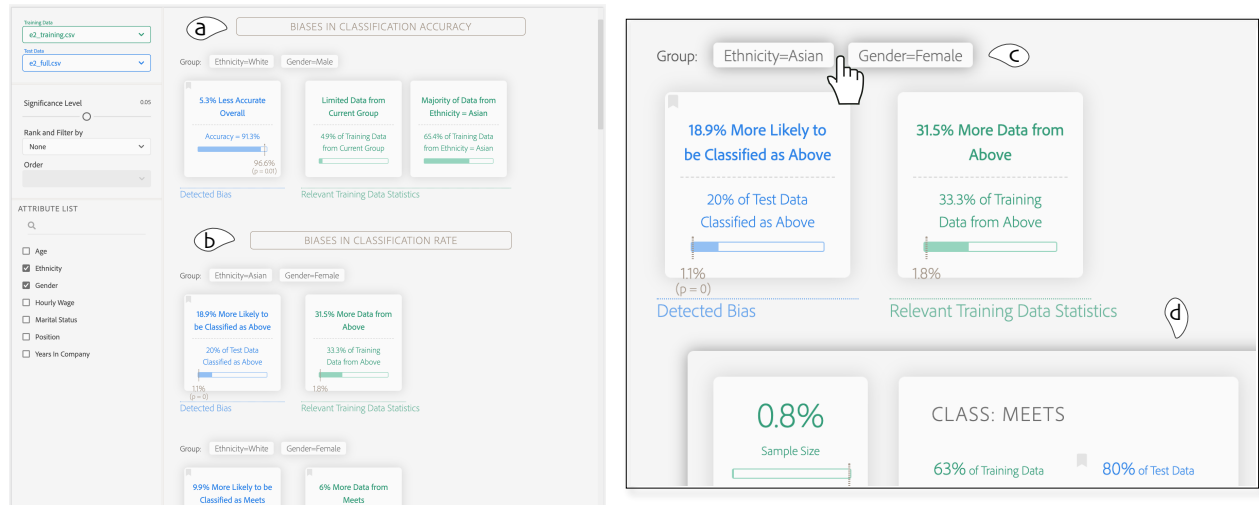 Training Data
e2_training.csv
Test Data
e2_full.csv
Significance Level 0.05
Rank and Filter by
None
Order
ATTRIBUTE LIST
Age
Ethnicity
Gender
Hourly Wage
Marital Status
Position
Years In Company
a
BIASES IN CLASSIFICATION ACCURACY
Group: Ethnicity=White Gender=Male
5.3% Less Accurate
Overall
Accuracy = 91.3%
96.6%
(p = 0.01)
Limited Data from
Current Group
4.9% of Training Data
from Current Group
Majority of Data from
Ethnicity = Asian
65.4% of Training Data
from Ethnicity = Asian
Detected Bias
Relevant Training Data Statistics
b
BIASES IN CLASSIFICATION RATE
Group: Ethnicity=Asian Gender=Female
18.9% More Likely to
be Classified as Above
20% of Test Data
Classified as Above
1.1%
(p = 0)
31.5% More Data from
Above
33.3% of Training
Data from Above
1.8%
Detected Bias
Relevant Training Data Statistics
Group: Ethnicity=White Gender=Female
9.9% More Likely to be
Classified as Meets
6% More Data from
Meets
Group: Ethnicity=Asian Gender=Female
c
18.9% More Likely to
be Classified as Above
20% of Test Data
Classified as Above
1.1%
(p = 0)
31.5% More Data from
Above
33.3% of Training
Data from Above
1.8%
Detected Bias
Relevant Training Data Statistics
d
0.8%
Sample Size
CLASS: MEETS
63% of Training Data
80% of Test Data